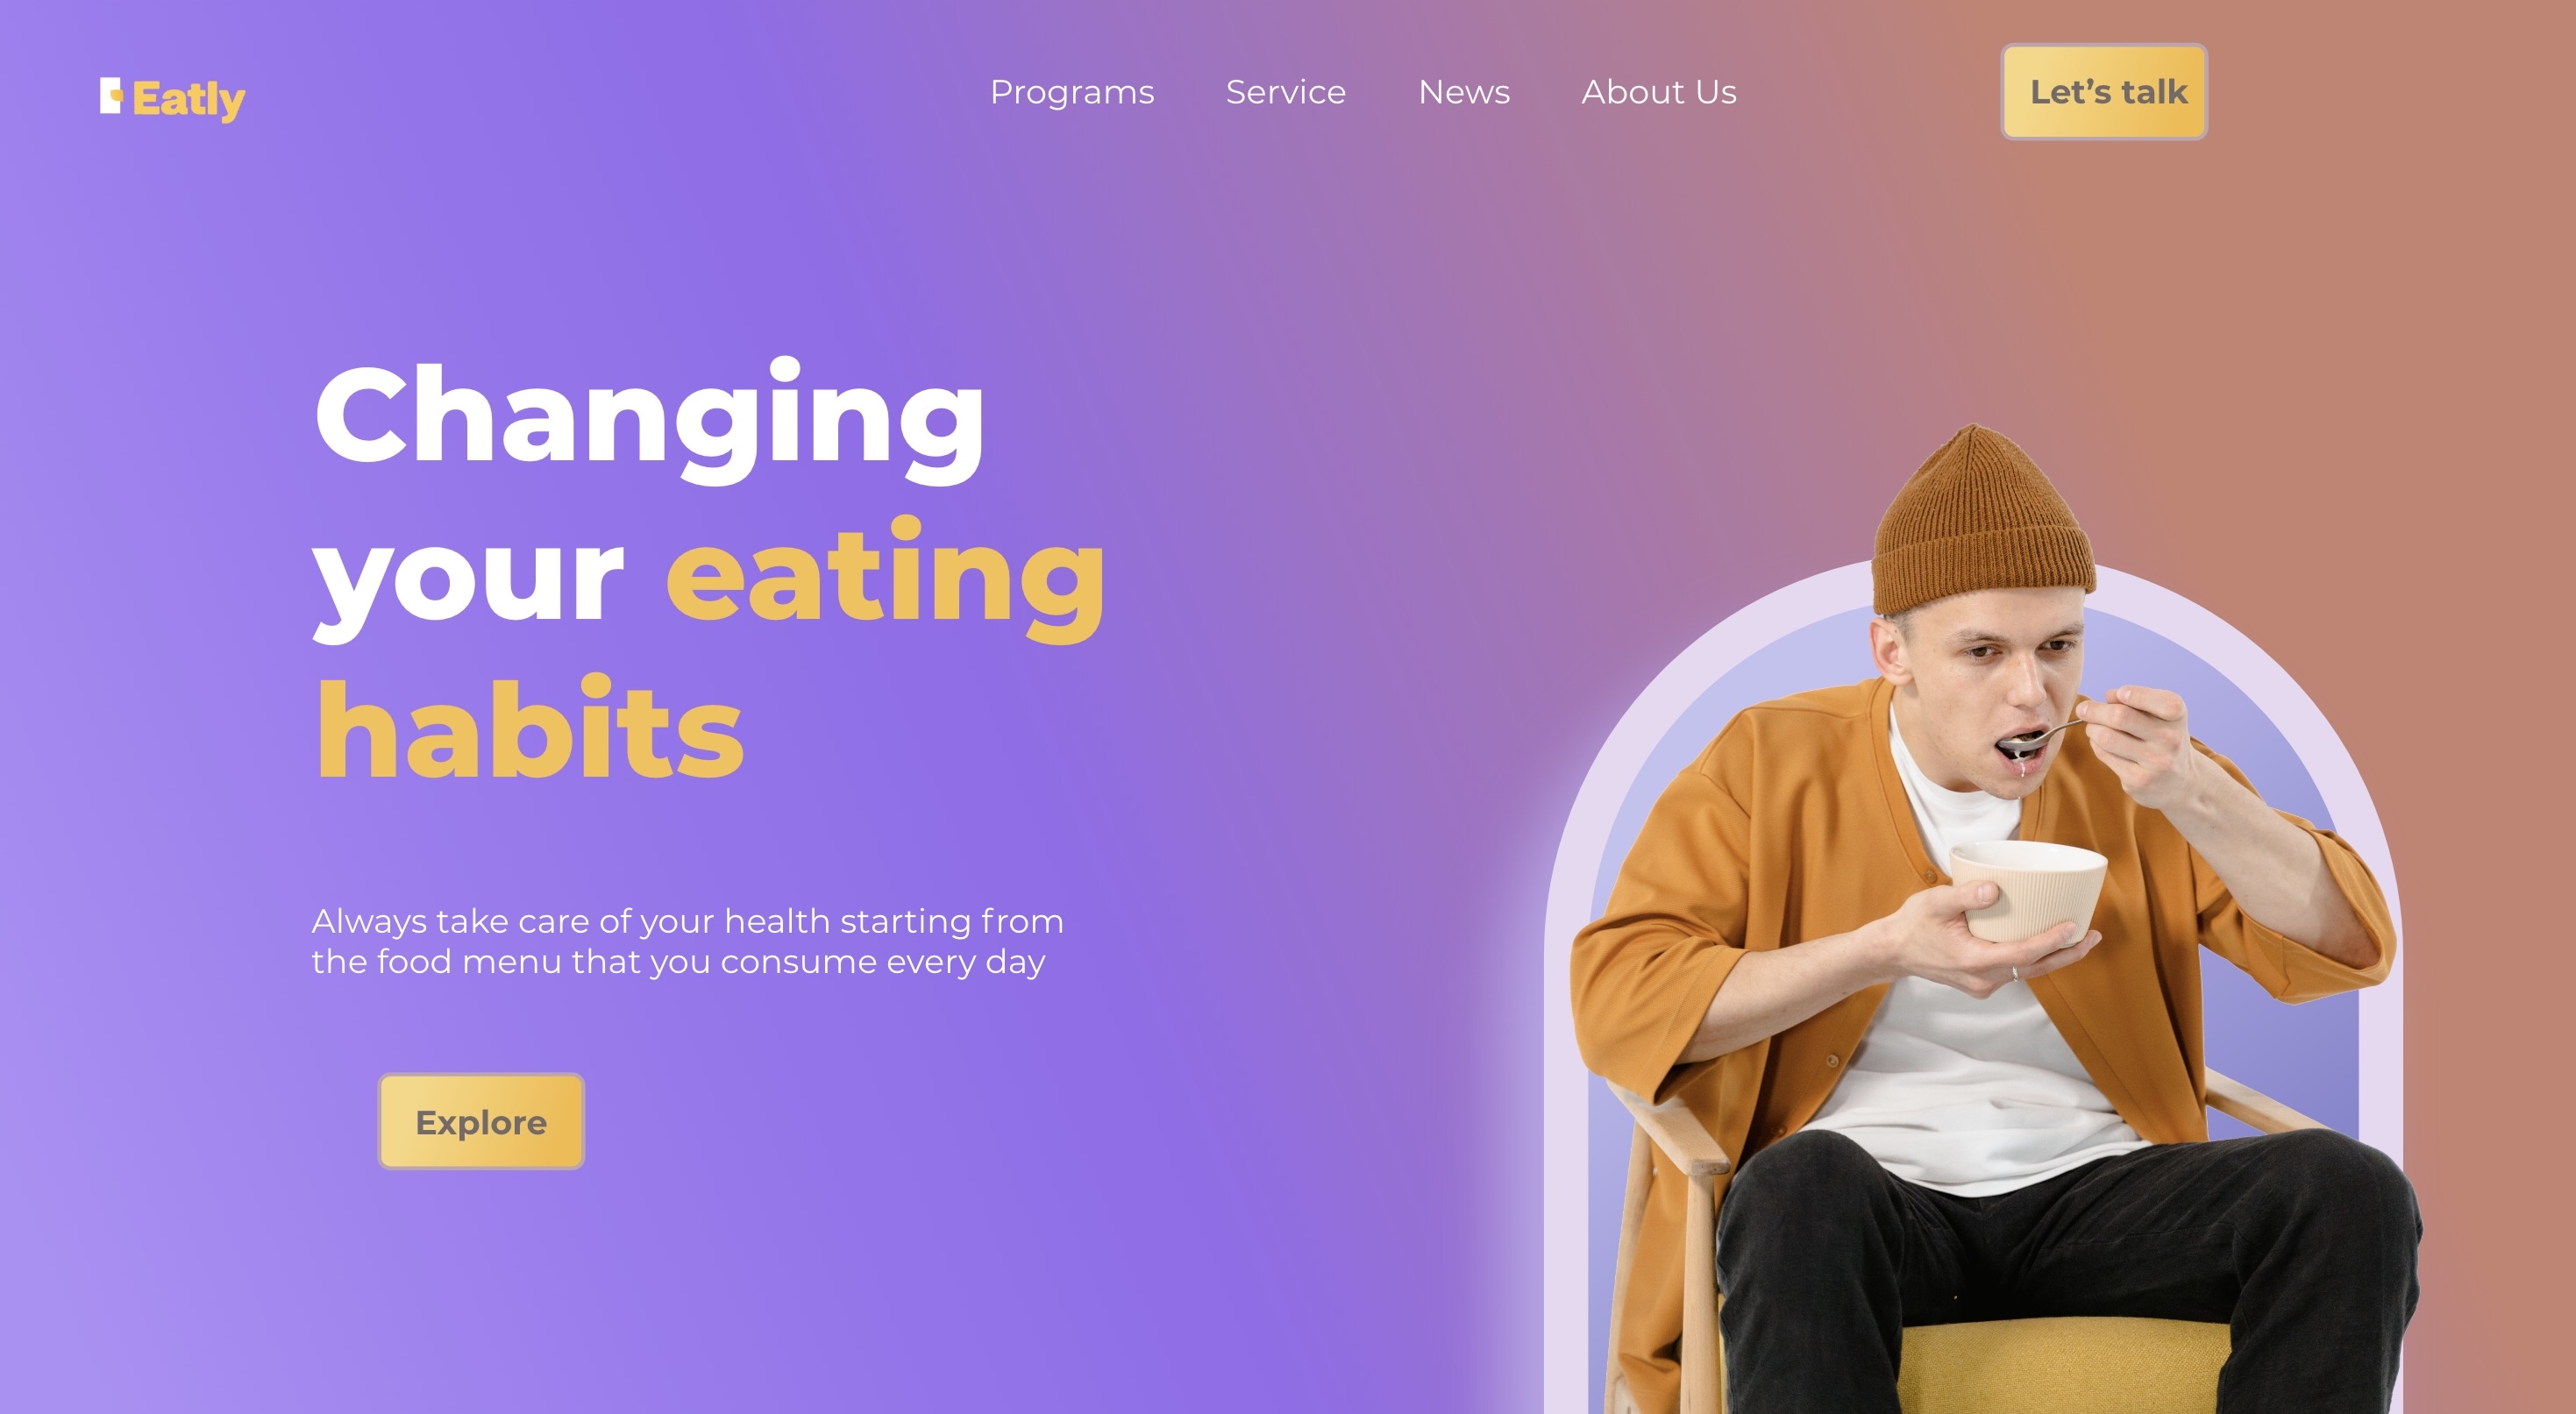 Eatly
Programs Service News About Us
Let’s talk
Changing
your eating
habits
Always take care of your health starting from
the food menu that you consume every day
Explore